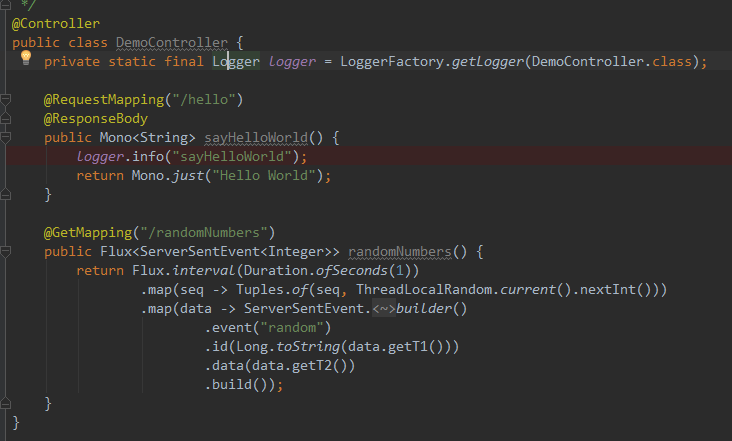 */
@Controller
public class DemoController {
    private static final Logger logger = LoggerFactory.getLogger(DemoController.class);
    @RequestMapping("/hello")
    @ResponseBody
    public Mono<String> sayHelloWorld() {
        logger.info("sayHelloWorld");
        return Mono.just("Hello World");
    }
    @GetMapping("/randomNumbers")
    public Flux<ServerSentEvent<Integer>> randomNumbers() {
        return Flux.interval(Duration.ofSeconds(1))
                .map(seq -> Tuples.of(seq, ThreadLocalRandom.current().nextInt()))
                .map(data -> ServerSentEvent.<~>builder()
                        .event("random")
                        .id(Long.toString(data.getT1()))
                        .data(data.getT2())
                        .build());
    }
}